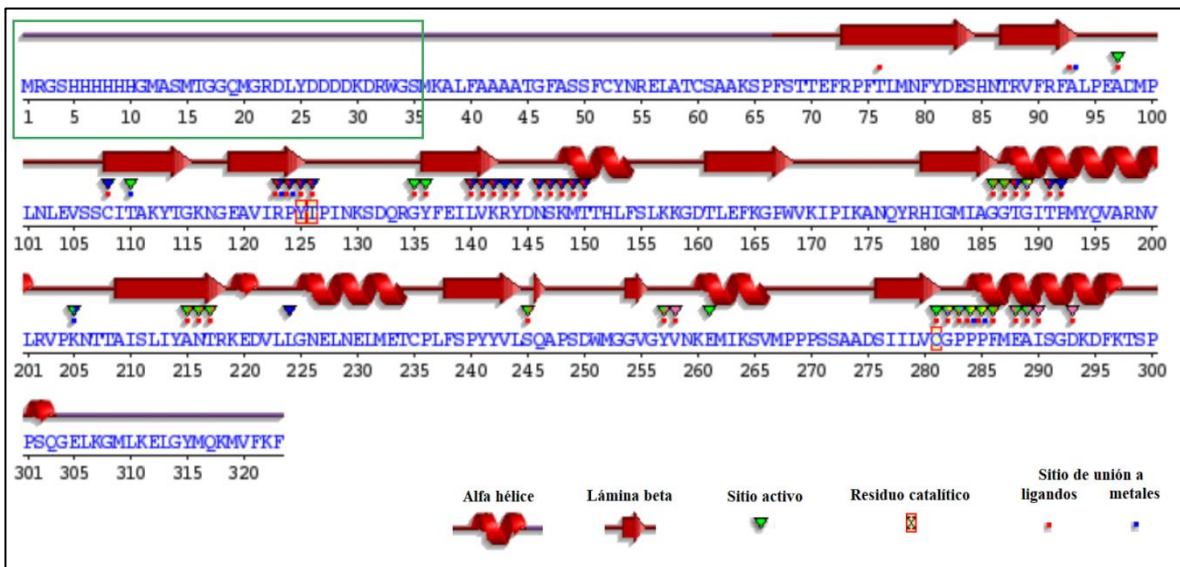 MRGSHHHHHHGMASMTGGQMGRDLYDDDDKDRWGSMKALFAAAATGFASSFCYNRELATCSAAKSPFSTTEFRPFTLMNFYDESHNTRVFRFALPEADMP
1 5 10 15 20 25 30 35 40 45 50 55 60 65 70 75 80 85 90 95 100
LNLEVSSCITAKYTGKNGEAVIRPYLPINKSDQRGYFEILVKRYDNSKMTTHLFSLKKGDTLEFKGPWVKIPIKANQYRHIGMIAGGTGITPMYQVARNV
101 105 110 115 120 125 130 135 140 145 150 155 160 165 170 175 180 185 190 195 200
LRVPKNTTAISLIYANTRKEDVLLGNELNELMETCPLFSPYYVLSQAPSDWMGGVGYVNKEMIKSVMPPPSSAADSIILVCGPPPFMEAISGDKDFKTSP
201 205 210 215 220 225 230 235 240 245 250 255 260 265 270 275 280 285 290 295 300
PSQGELKGMLKELGYMQKMVFKF
301 305 310 315 320
Sitio de unión a
Alfa hélice Lámina beta Sitio activo Residuo catalítico ligandos metales